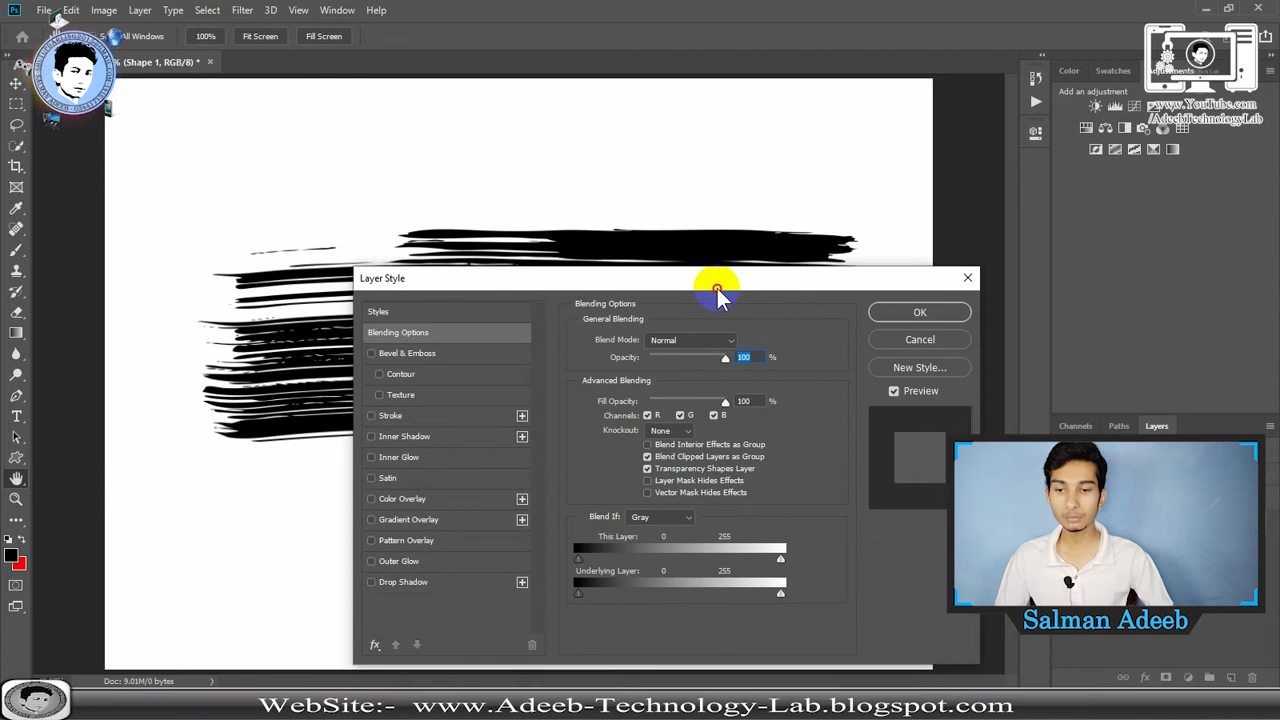 Ps File Edit Image Layer Type Select Filter 3D View Window Help
All Windows 100% Fit Screen Fill Screen
% (Shape 1, RGB/8) * ×
Color Swatches Adjustments
Add an adjustment
www.YouTube.com
/AdeebTechnologyLab
Layer Style
Styles
Blending Options
Bevel & Emboss
Contour
Texture
Stroke
Inner Shadow
Inner Glow
Satin
Color Overlay
Gradient Overlay
Pattern Overlay
Outer Glow
Drop Shadow
fx
Blending Options
General Blending
Blend Mode: Normal
Opacity: 100 %
Advanced Blending
Fill Opacity: 100 %
Channels: R G B
Knockout: None
Blend Interior Effects as Group
Blend Clipped Layers as Group
Transparency Shapes Layer
Layer Mask Hides Effects
Vector Mask Hides Effects
Blend If: Gray
This Layer: 0 255
Underlying Layer: 0 255
OK
Cancel
New Style...
Preview
Channels Paths Layers
Salman Adeeb
fx
Doc: 9.01M/0 bytes
WebSite:- www.Adeeb-Technology-Lab.blogspot.com